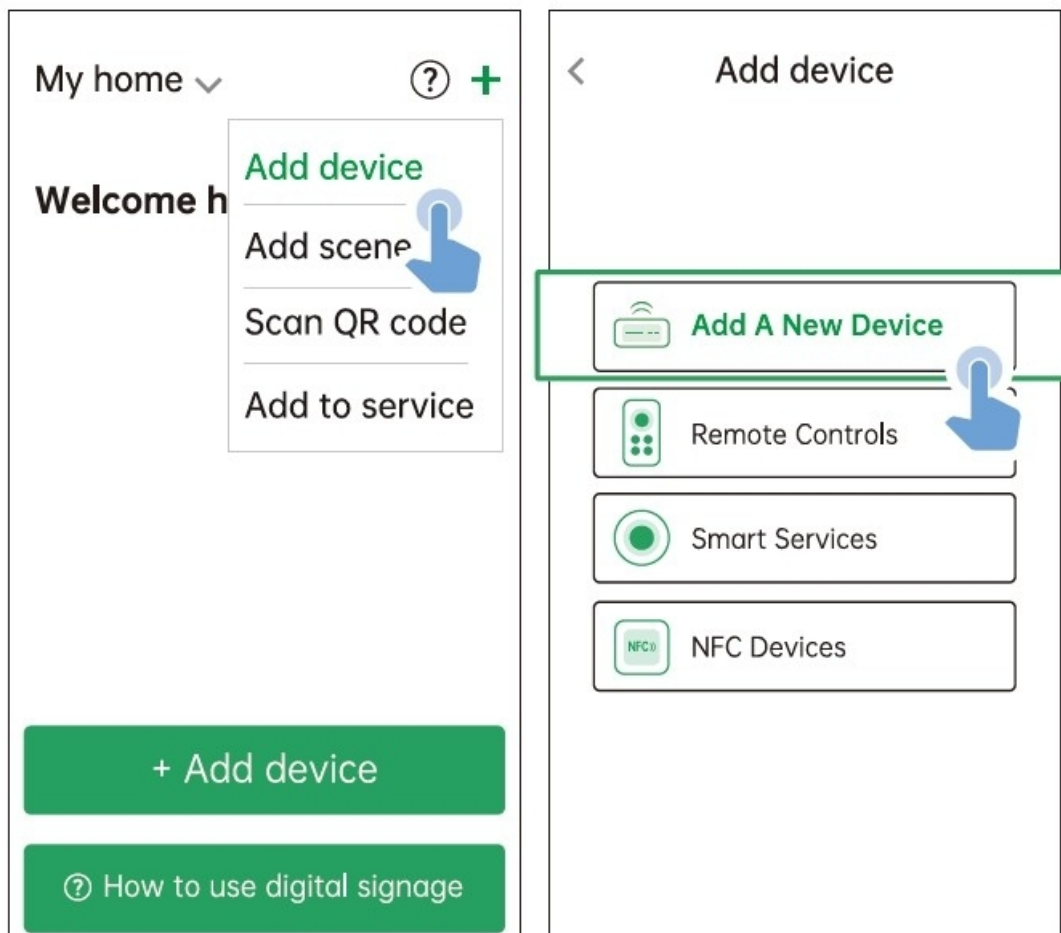 My home
?
+
Add device
Welcome h
Add scene
Scan QR code
Add to service
+ Add device
? How to use digital signage
<
Add device
Add A New Device
Remote Controls
Smart Services
NFC
NFC Devices